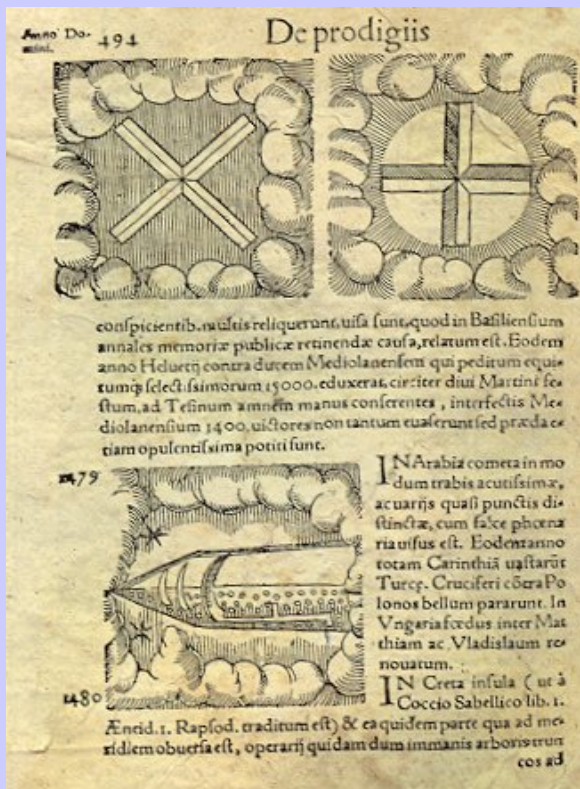 Anno Do-
mini.
494
De prodigiis
conspicientib. multis reliquerunt, uisa sunt, quod in Basiliensium
annales memoriæ publicæ retinendæ causa, relatum est. Eodem
anno Heluetij contra ducem Mediolanensem qui peditum equi-
tumq; selectissimorum 15000. eduxerat, circiter diui Martini fe-
stum, ad Tesinum amnem manus conserentes, interfectis Me-
diolanensium 1400. uictores non tantum euaserunt sed præda e-
tiam opulentissima potiti sunt.
1479
IN Arabia cometa in mo
dum trabis acutissimæ,
ac uarijs quasi punctis di-
stinctæ, cum falce phœna
ria uisus est. Eodem anno
totam Carinthiã uastarũt
Turcę. Cruciferi cõtra Po
lonos bellum pararunt. In
Vngaria fœdus inter Mat
thiam ac Vladislaum re
nouatum.
1480
IN Creta insula (ut à
Coccio Sabellico lib. 1.
Æneid. 1. Rapsod. traditum est) & ea quidem parte qua ad me-
ridiem obuersa est, operarij quidam dum immanis arboris trun
cos ad